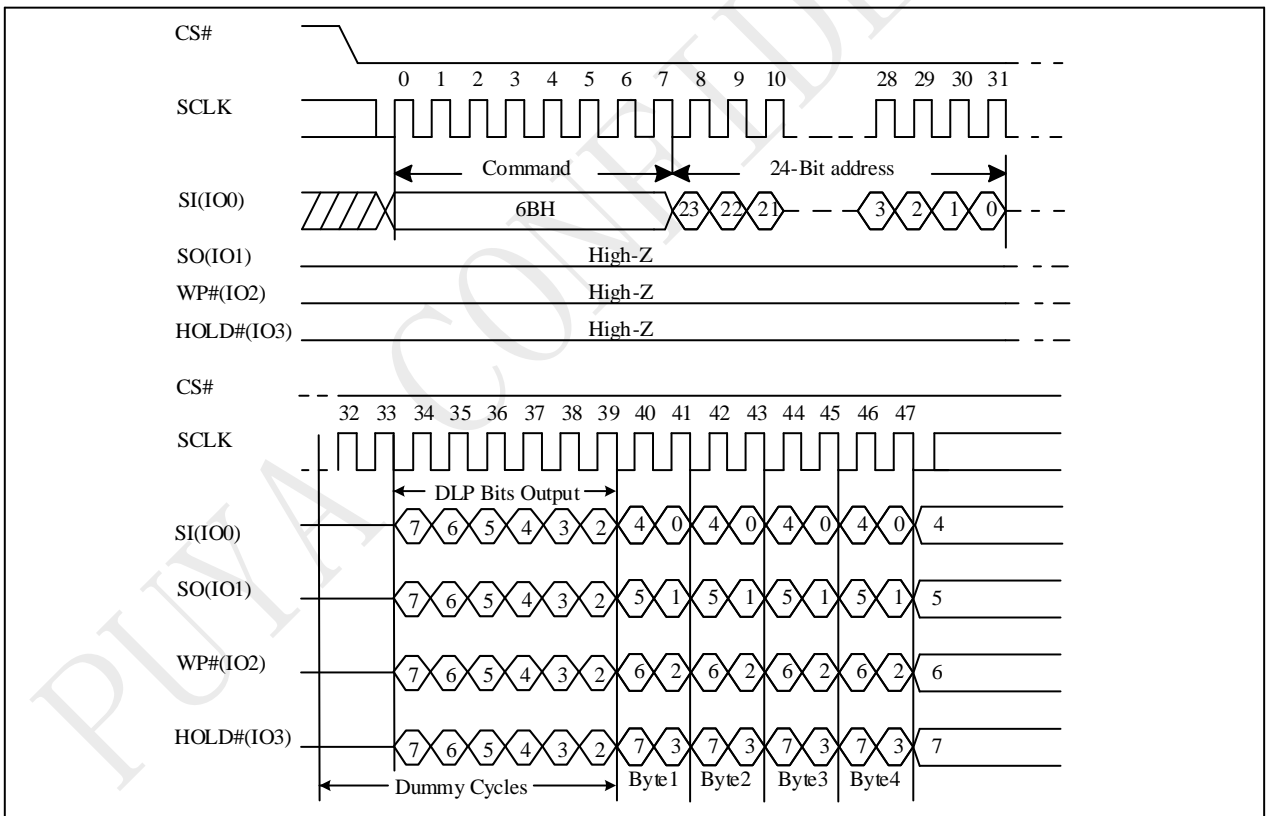 CS#
0 1 2 3 4 5 6 7 8 9 10 28 29 30 31
SCLK
Command 24-Bit address
SI(IO0) 6BH 23 22 21 3 2 1 0
SO(IO1) High-Z
WP#(IO2) High-Z
HOLD#(IO3) High-Z
CS#
32 33 34 35 36 37 38 39 40 41 42 43 44 45 46 47
SCLK
DLP Bits Output
SI(IO0) 7 6 5 4 3 2 4 0 4 0 4 0 4 0 4
SO(IO1) 7 6 5 4 3 2 5 1 5 1 5 1 5 1 5
WP#(IO2) 7 6 5 4 3 2 6 2 6 2 6 2 6 2 6
HOLD#(IO3) 7 6 5 4 3 2 7 3 7 3 7 3 7 3 7
Byte1 Byte2 Byte3 Byte4
Dummy Cycles
PUYA CONFIDE